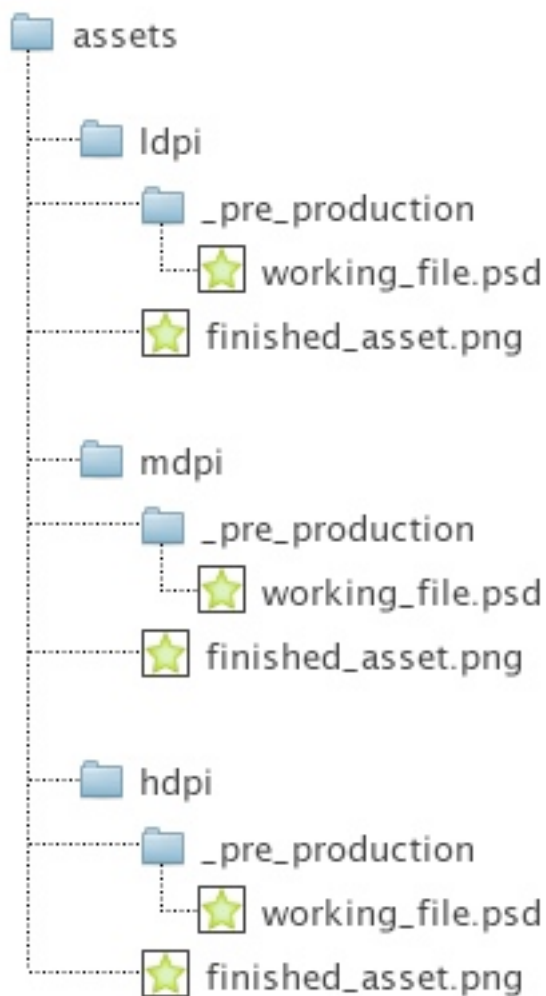 assets
ldpi
_pre_production
working_file.psd
finished_asset.png
mdpi
_pre_production
working_file.psd
finished_asset.png
hdpi
_pre_production
working_file.psd
finished_asset.png